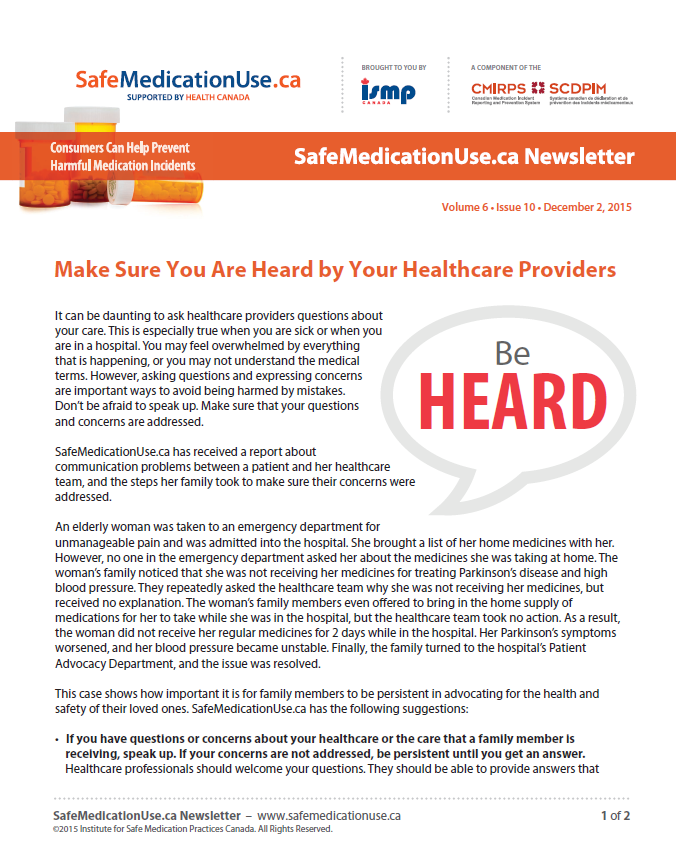 SafeMedicationUse.ca
SUPPORTED BY HEALTH CANADA
BROUGHT TO YOU BY
ismp
CANADA
A COMPONENT OF THE
CMIRPS SCDPIM
Canadian Medication Incident
Reporting and Prevention System
Système canadien de déclaration et de
prévention des incidents médicamenteux
Consumers Can Help Prevent
Harmful Medication Incidents
SafeMedicationUse.ca Newsletter
Volume 6 • Issue 10 • December 2, 2015
Make Sure You Are Heard by Your Healthcare Providers
It can be daunting to ask healthcare providers questions about
your care. This is especially true when you are sick or when you
are in a hospital. You may feel overwhelmed by everything
that is happening, or you may not understand the medical
terms. However, asking questions and expressing concerns
are important ways to avoid being harmed by mistakes.
Don't be afraid to speak up. Make sure that your questions
and concerns are addressed.
Be
HEARD
SafeMedicationUse.ca has received a report about
communication problems between a patient and her healthcare
team, and the steps her family took to make sure their concerns were
addressed.
An elderly woman was taken to an emergency department for
unmanageable pain and was admitted into the hospital. She brought a list of her home medicines with her.
However, no one in the emergency department asked her about the medicines she was taking at home. The
woman's family noticed that she was not receiving her medicines for treating Parkinson's disease and high
blood pressure. They repeatedly asked the healthcare team why she was not receiving her medicines, but
received no explanation. The woman's family members even offered to bring in the home supply of
medications for her to take while she was in the hospital, but the healthcare team took no action. As a result,
the woman did not receive her regular medicines for 2 days while in the hospital. Her Parkinson's symptoms
worsened, and her blood pressure became unstable. Finally, the family turned to the hospital's Patient
Advocacy Department, and the issue was resolved.
This case shows how important it is for family members to be persistent in advocating for the health and
safety of their loved ones. SafeMedicationUse.ca has the following suggestions:
• If you have questions or concerns about your healthcare or the care that a family member is
receiving, speak up. If your concerns are not addressed, be persistent until you get an answer.
Healthcare professionals should welcome your questions. They should be able to provide answers that
SafeMedicationUse.ca Newsletter – www.safemedicationuse.ca
1 of 2
©2015 Institute for Safe Medication Practices Canada. All Rights Reserved.